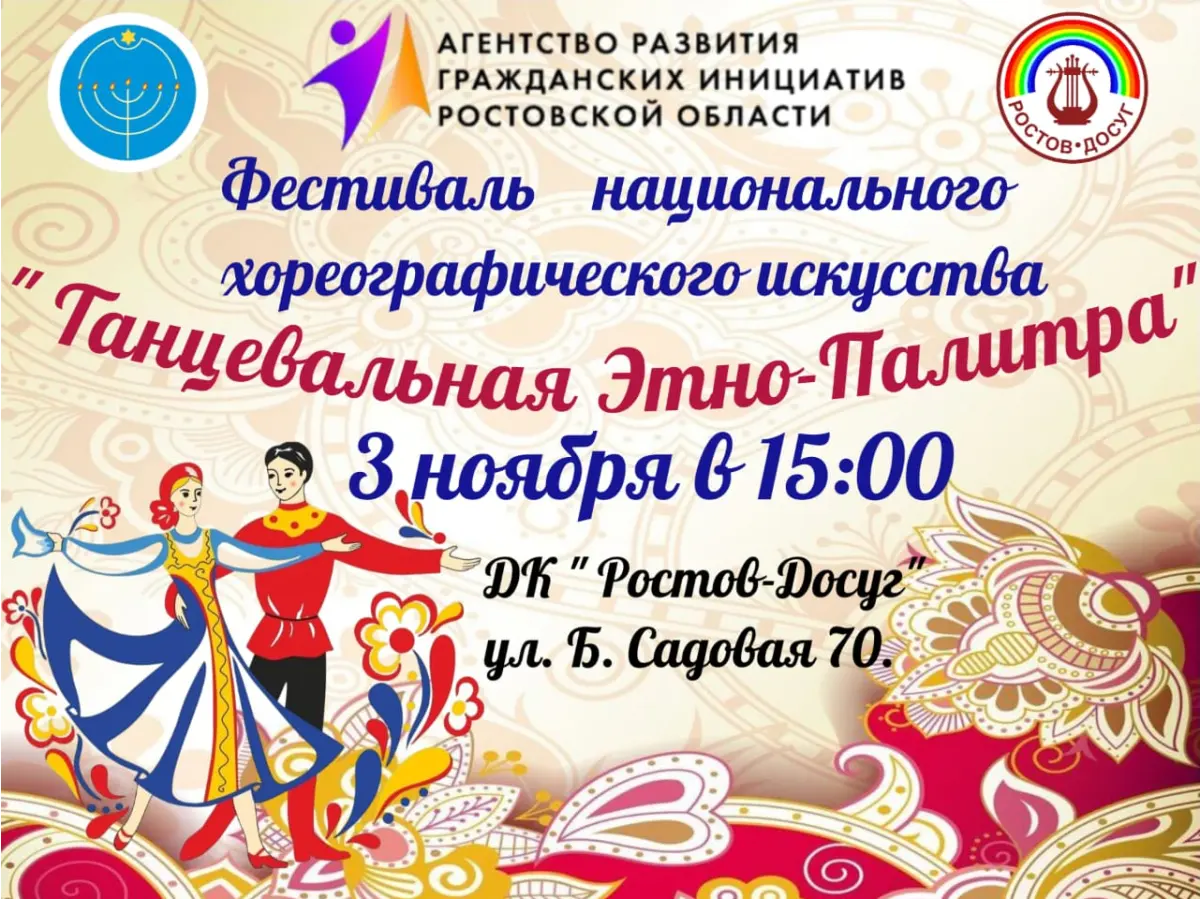 АГЕНТСТВО РАЗВИТИЯ
ГРАЖДАНСКИХ ИНИЦИАТИВ
РОСТОВСКОЙ ОБЛАСТИ
РОСТОВ•ДОСУГ
Фестиваль национального
хореографического искусства
"Танцевальная Этно-Палитра"
3 ноября в 15:00
ДК "Ростов-Досуг"
ул. Б. Садовая 70.